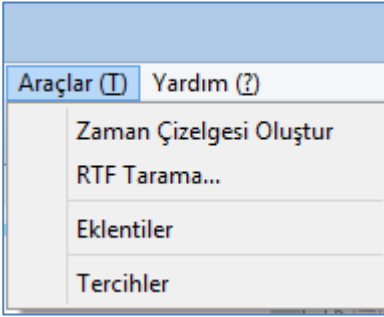 Araçlar (T) Yardım (?)
Zaman Çizelgesi Oluştur
RTF Tarama...
Eklentiler
Tercihler